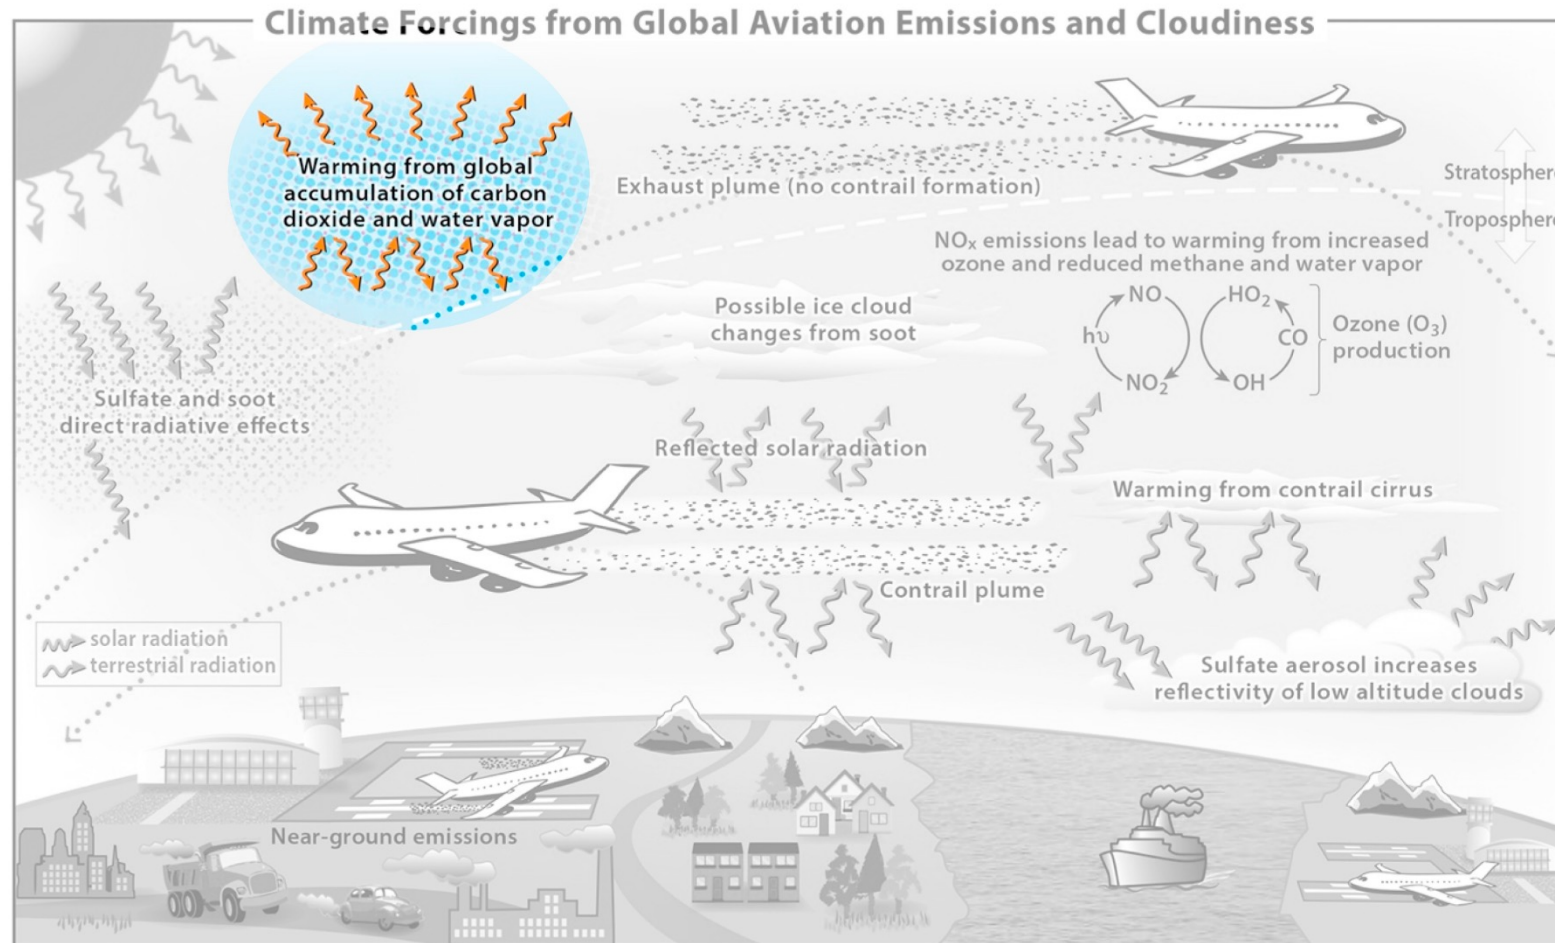 Climate Forcings from Global Aviation Emissions and Cloudiness
Warming from global
accumulation of carbon
dioxide and water vapor
Exhaust plume (no contrail formation)
Stratosphere
Troposphere
NOₓ emissions lead to warming from increased
ozone and reduced methane and water vapor
Possible ice cloud
changes from soot
NO
HO₂
hυ
CO
NO₂
OH
Ozone (O₃)
production
Sulfate and soot
direct radiative effects
Reflected solar radiation
Warming from contrail cirrus
Contrail plume
solar radiation
terrestrial radiation
Sulfate aerosol increases
reflectivity of low altitude clouds
Near-ground emissions